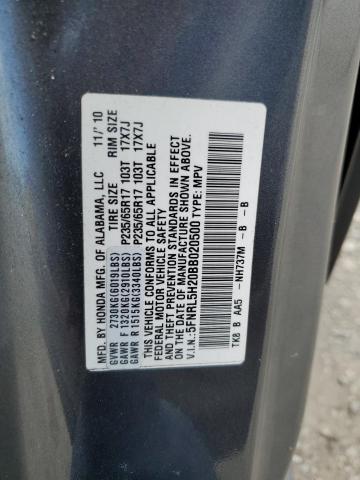 MFD. BY HONDA MFG. OF ALABAMA, LLC 11/'10
TIRE SIZE RIM SIZE
GVWR 2730KG(6019LBS)
GAWR F 1320KG(2910LBS) P235/65R17 103T 17X7J
GAWR R 1515KG(3340LBS) P235/65R17 103T 17X7J
THIS VEHICLE CONFORMS TO ALL APPLICABLE
FEDERAL MOTOR VEHICLE SAFETY
AND THEFT PREVENTION STANDARDS IN EFFECT
ON THE DATE OF MANUFACTURE SHOWN ABOVE.
V.I.N.:5FNRL5H20BB020500 TYPE: MPV
TK8 B AA5 -NH737M -B -B